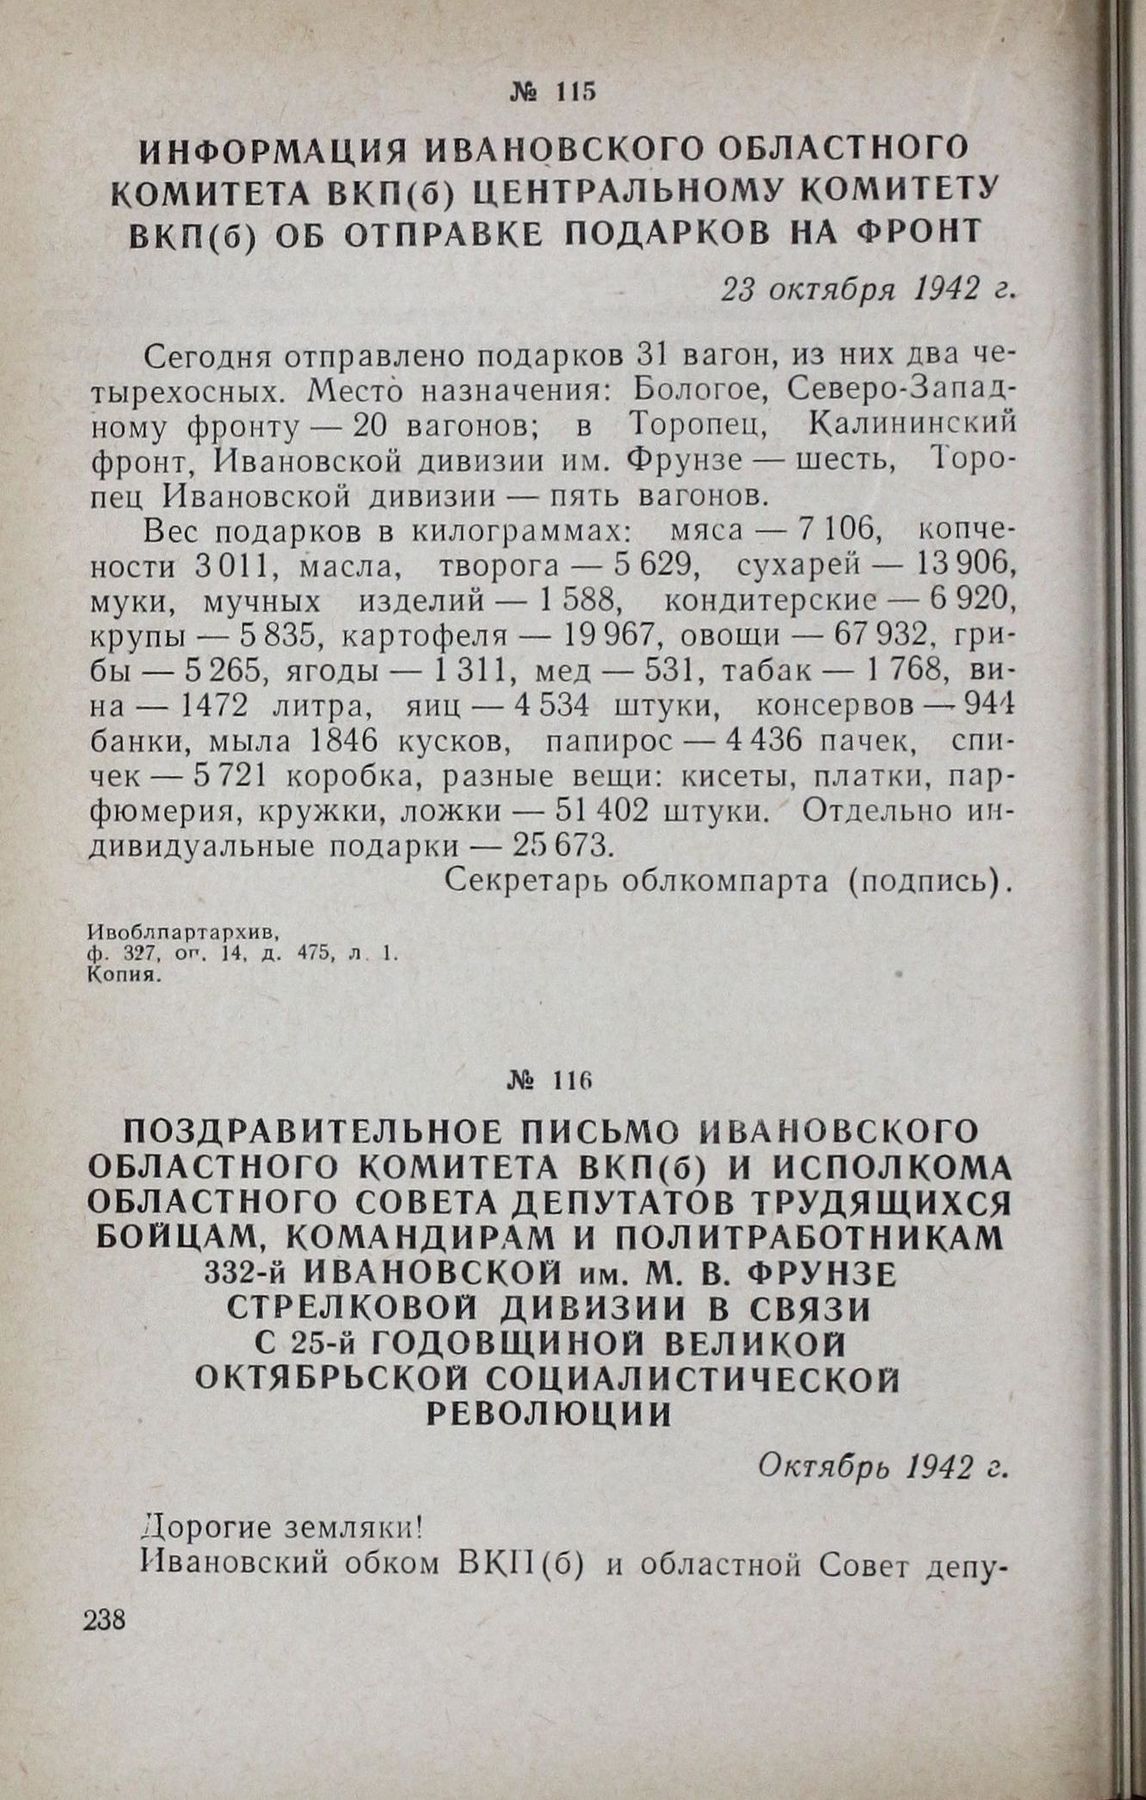 № 115
ИНФОРМАЦИЯ ИВАНОВСКОГО ОБЛАСТНОГО
КОМИТЕТА ВКП(б) ЦЕНТРАЛЬНОМУ КОМИТЕТУ
ВКП(б) ОБ ОТПРАВКЕ ПОДАРКОВ НА ФРОНТ
23 октября 1942 г.
Сегодня отправлено подарков 31 вагон, из них два че-
тырехосных. Место назначения: Бологое, Северо-Запад-
ному фронту — 20 вагонов; в Торопец, Калининский
фронт, Ивановской дивизии им. Фрунзе — шесть, Торо-
пец Ивановской дивизии — пять вагонов.
Вес подарков в килограммах: мяса — 7 106, копче-
ности 3 011, масла, творога — 5 629, сухарей — 13 906,
муки, мучных изделий — 1 588, кондитерские — 6 920,
крупы — 5 835, картофеля — 19 967, овощи — 67 932, гри-
бы — 5 265, ягоды — 1 311, мед — 531, табак — 1 768, ви-
на — 1472 литра, яиц — 4 534 штуки, консервов — 944
банки, мыла 1846 кусков, папирос — 4 436 пачек, спи-
чек — 5 721 коробка, разные вещи: кисеты, платки, пар-
фюмерия, кружки, ложки — 51 402 штуки. Отдельно ин-
дивидуальные подарки — 25 673.
Секретарь облкомпарта (подпись).
Ивоблпартархив,
ф. 327, оп. 14, д. 475, л. 1.
Копия.
№ 116
ПОЗДРАВИТЕЛЬНОЕ ПИСЬМО ИВАНОВСКОГО
ОБЛАСТНОГО КОМИТЕТА ВКП(б) И ИСПОЛКОМА
ОБЛАСТНОГО СОВЕТА ДЕПУТАТОВ ТРУДЯЩИХСЯ
БОЙЦАМ, КОМАНДИРАМ И ПОЛИТРАБОТНИКАМ
332-й ИВАНОВСКОЙ им. М. В. ФРУНЗЕ
СТРЕЛКОВОЙ ДИВИЗИИ В СВЯЗИ
С 25-й ГОДОВЩИНОЙ ВЕЛИКОЙ
ОКТЯБРЬСКОЙ СОЦИАЛИСТИЧЕСКОЙ
РЕВОЛЮЦИИ
Октябрь 1942 г.
Дорогие земляки!
Ивановский обком ВКП(б) и областной Совет депу-
238